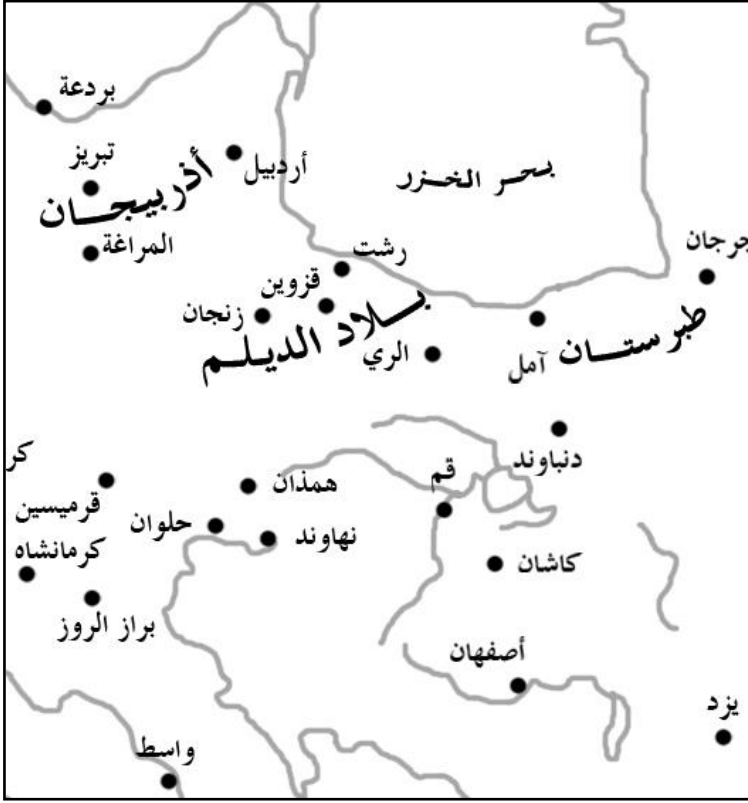 بردعة
تبريز
أردبيل
أذربيجان
المراغة
بحر الخزر
جرجان
رشت
قزوين
زنجان
بلاد الديلم
الري
آمل
طبرستان
دنباوند
كر
قرميسين
همذان
قم
حلوان
نهاوند
كرمانشاه
كاشان
براز الروز
أصفهان
يزد
واسط